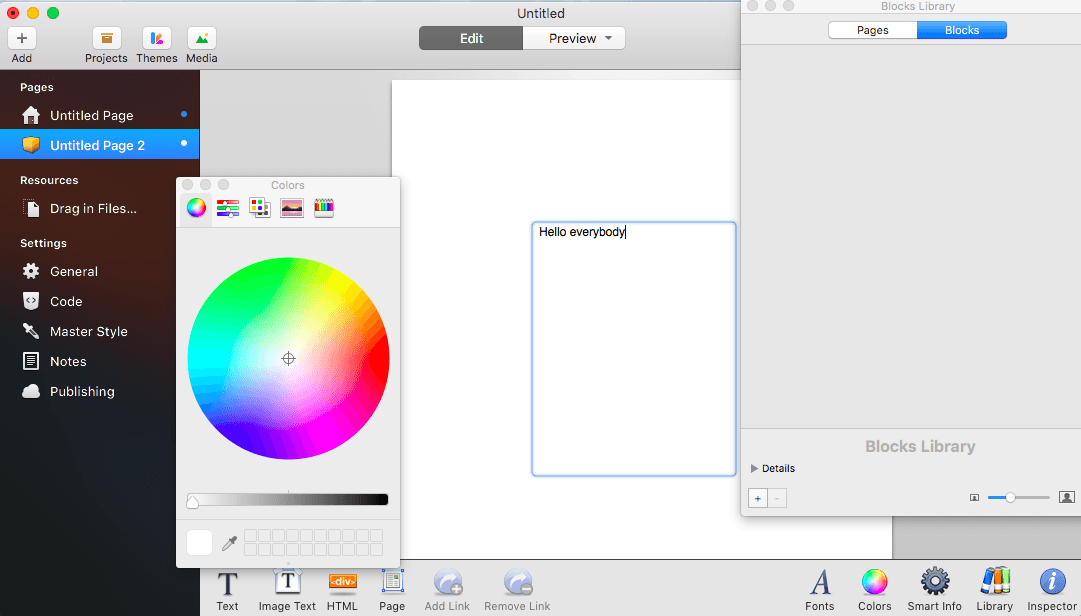 Untitled
Blocks Library
Pages
Blocks
Edit
Preview
Add
Projects
Themes
Media
Pages
Untitled Page
Untitled Page 2
Resources
Drag in Files...
Settings
General
Code
Master Style
Notes
Publishing
Colors
Hello everybody
Blocks Library
Details
T
Text
T
Image Text
<div>
HTML
Page
Add Link
Remove Link
A
Fonts
Colors
Smart Info
Library
i
Inspector